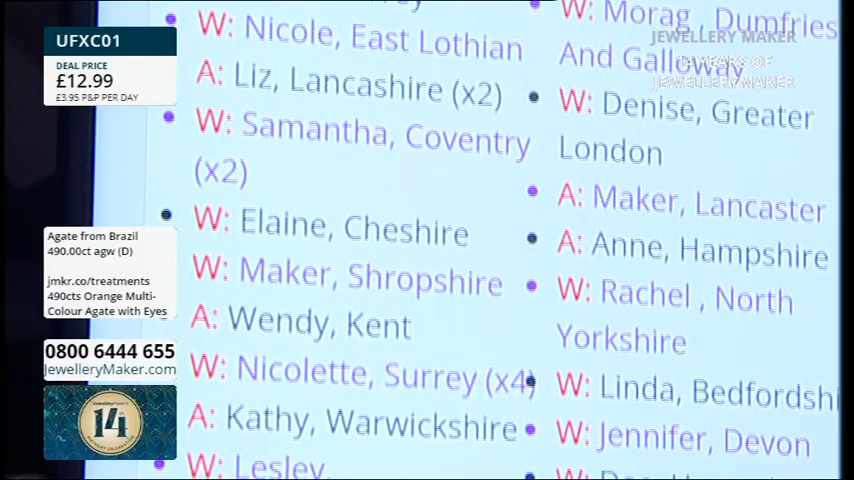 UFXC01
DEAL PRICE
£12.99
£3.95 P&P PER DAY
W: Nicole, East Lothian
A: Liz, Lancashire (x2)
W: Samantha, Coventry
(x2)
W: Elaine, Cheshire
W: Maker, Shropshire
A: Wendy, Kent
W: Nicolette, Surrey (x4)
A: Kathy, Warwickshire
W: Lesley,
W: Morag , Dumfries
And Galloway
W: Denise, Greater
London
A: Maker, Lancaster
A: Anne, Hampshire
W: Rachel , North
Yorkshire
W: Linda, Bedfordshi
W: Jennifer, Devon
JEWELLERY MAKER
14 YEARS OF
JEWELLERYMAKER
Agate from Brazil
490.00ct agw (D)
jmkr.co/treatments
490cts Orange Multi-
Colour Agate with Eyes
0800 6444 655
JewelleryMaker.com
14